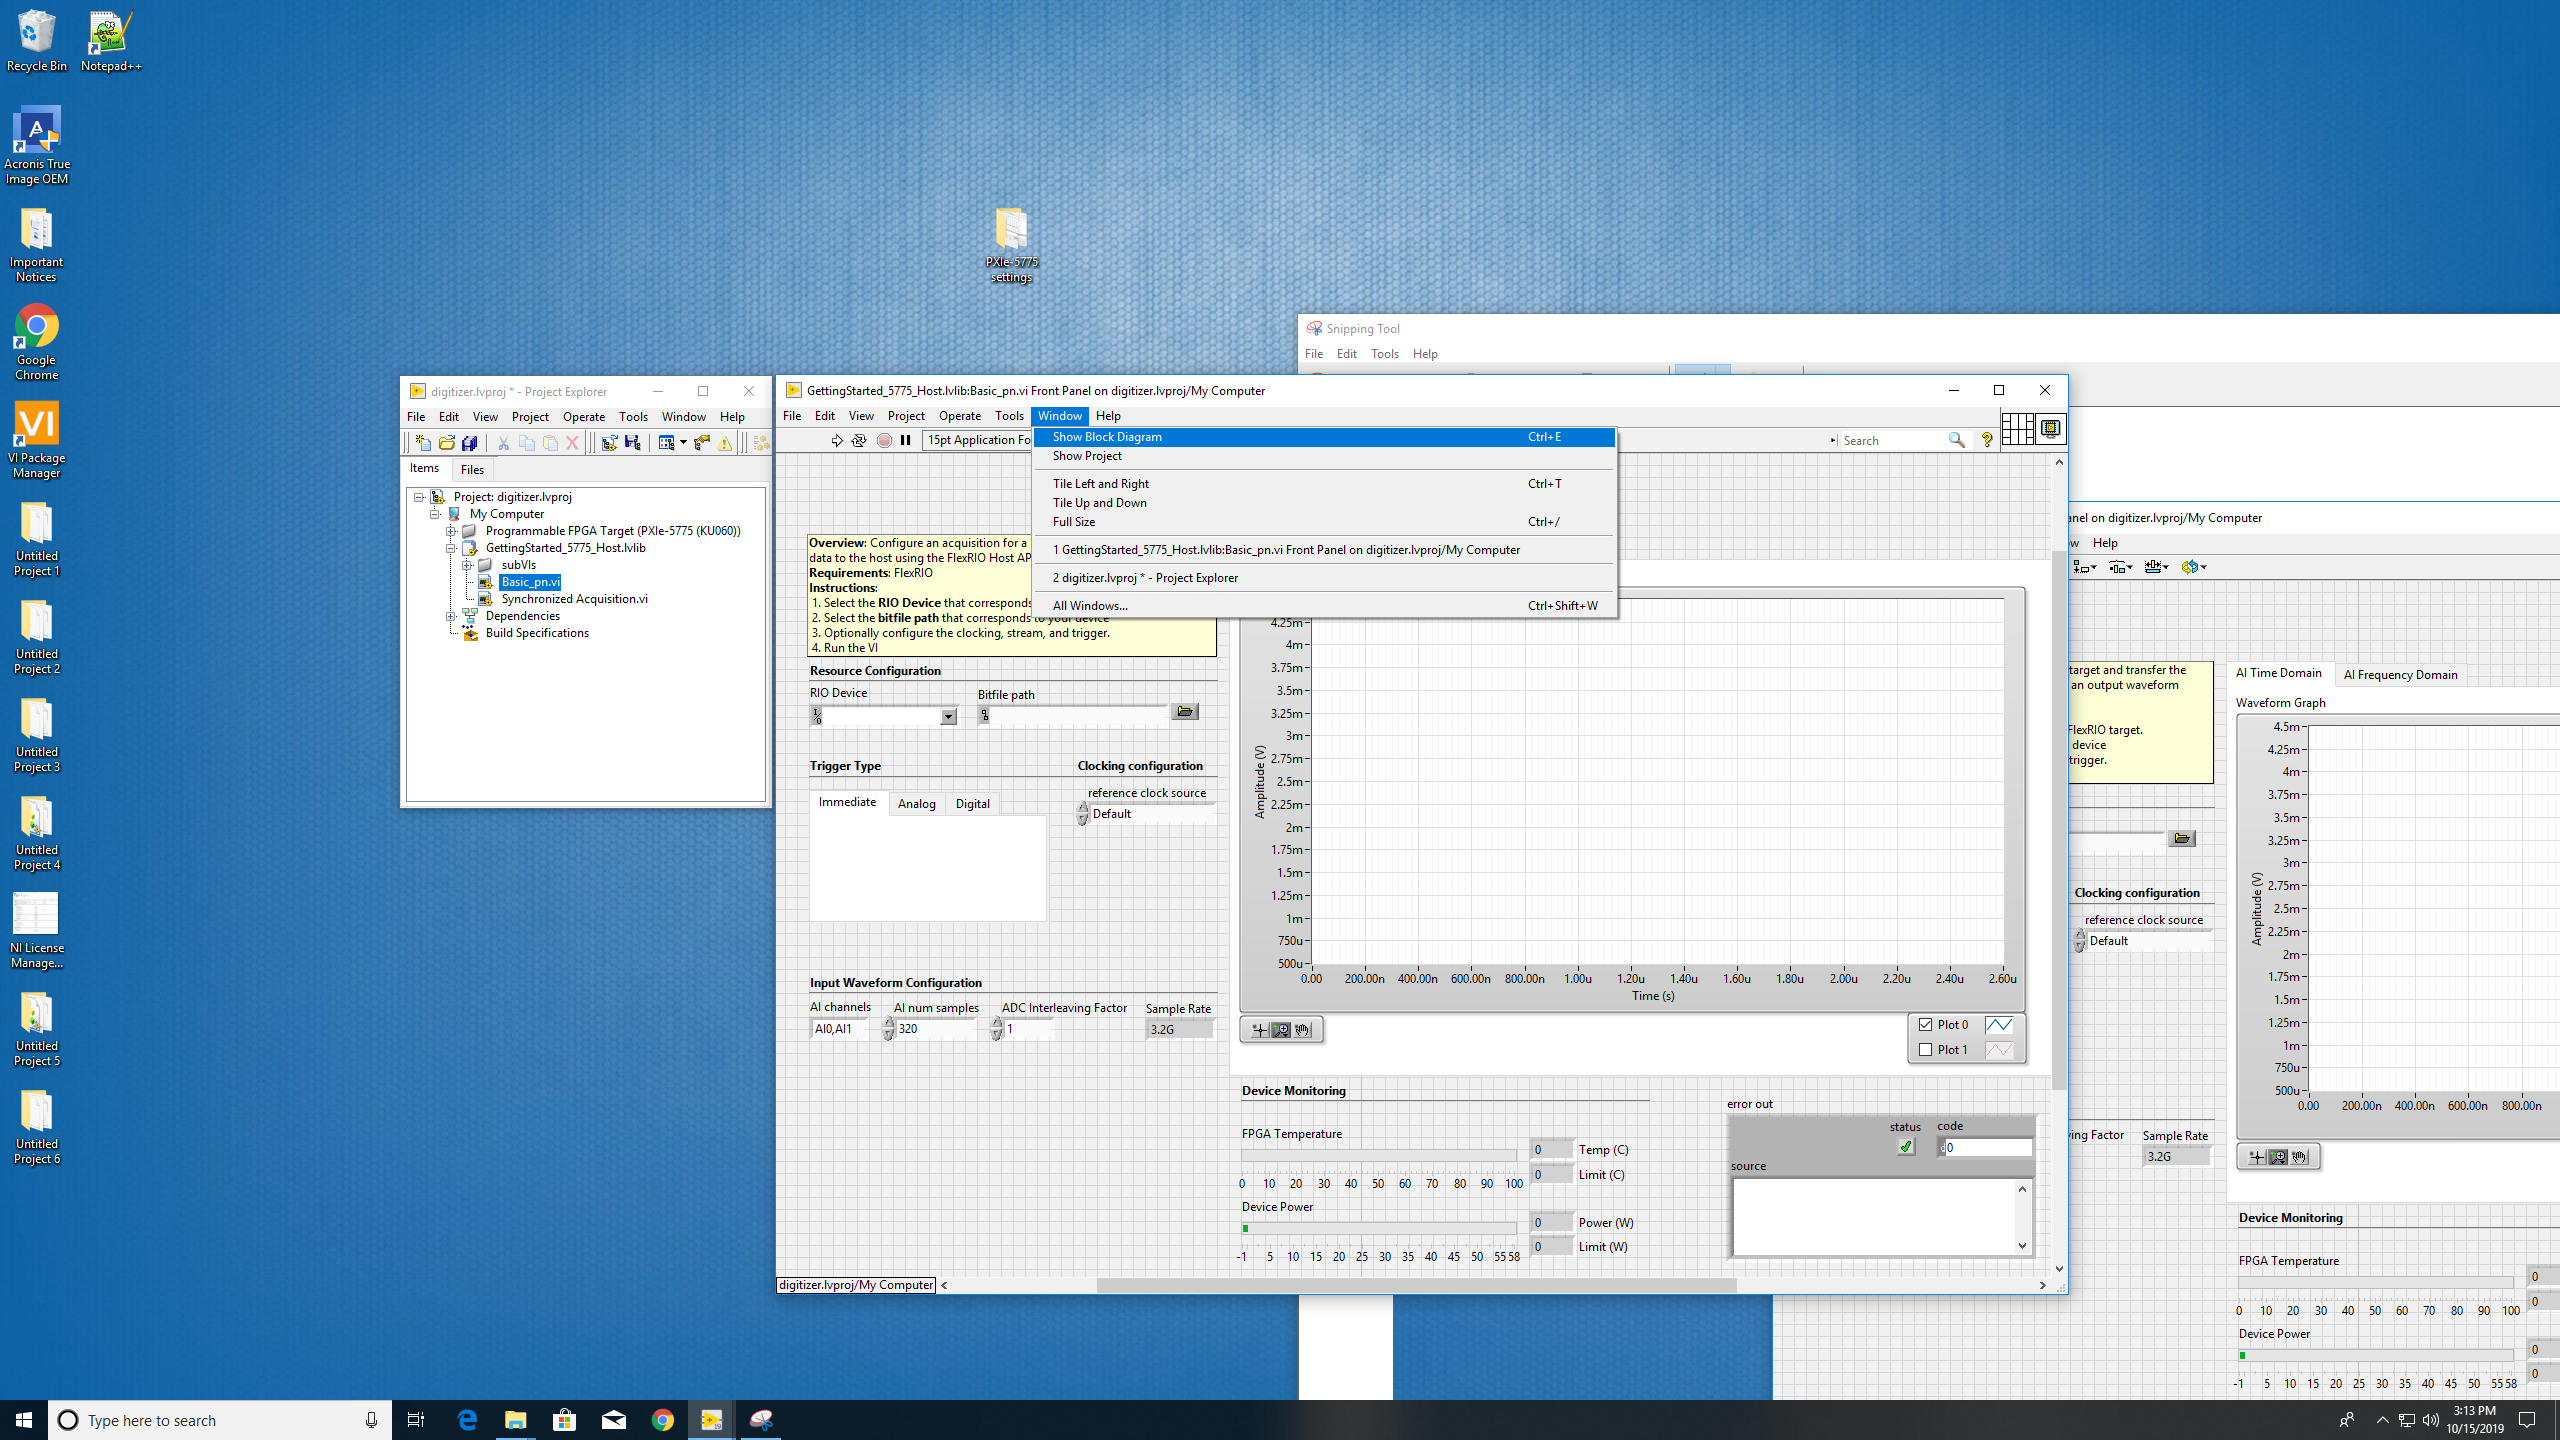 Recycle Bin
Notepad++
Acronis True
Image OEM
Important
Notices
Google
Chrome
VI
VI Package
Manager
Untitled
Project 1
Untitled
Project 2
Untitled
Project 3
Untitled
Project 4
NI License
Manage...
Untitled
Project 5
Untitled
Project 6
PXIe-5775
settings
Snipping Tool
File Edit Tools Help
digitizer.lvproj * - Project Explorer
File Edit View Project Operate Tools Window Help
Items Files
Project: digitizer.lvproj
My Computer
Programmable FPGA Target (PXIe-5775 (KU060))
GettingStarted_5775_Host.lvlib
subVIs
Basic_pn.vi
Synchronized Acquisition.vi
Dependencies
Build Specifications
GettingStarted_5775_Host.lvlib:Basic_pn.vi Front Panel on digitizer.lvproj/My Computer
File Edit View Project Operate Tools Window Help
15pt Application Fo
Search
Show Block Diagram Ctrl+E
Show Project
Tile Left and Right Ctrl+T
Tile Up and Down
Full Size Ctrl+/
1 GettingStarted_5775_Host.lvlib:Basic_pn.vi Front Panel on digitizer.lvproj/My Computer
2 digitizer.lvproj * - Project Explorer
All Windows... Ctrl+Shift+W
Overview: Configure an acquisition for a
data to the host using the FlexRIO Host AP
Requirements: FlexRIO
Instructions:
1. Select the RIO Device that corresponds
2. Select the bitfile path that corresponds to your device
3. Optionally configure the clocking, stream, and trigger.
4. Run the VI
Resource Configuration
RIO Device Bitfile path
Trigger Type Clocking configuration
Immediate Analog Digital
reference clock source
Default
Input Waveform Configuration
AI channels AI num samples ADC Interleaving Factor Sample Rate
AI0,AI1 320 1 3.2G
Amplitude (V)
4.25m
4m
3.75m
3.5m
3.25m
3m
2.75m
2.5m
2.25m
2m
1.75m
1.5m
1.25m
1m
750u
500u
0.00 200.00n 400.00n 600.00n 800.00n 1.00u 1.20u 1.40u 1.60u 1.80u 2.00u 2.20u 2.40u 2.60u
Time (s)
Plot 0
Plot 1
Device Monitoring
FPGA Temperature
0 Temp (C)
0 Limit (C)
0 10 20 30 40 50 60 70 80 90 100
Device Power
0 Power (W)
0 Limit (W)
-1 5 10 15 20 25 30 35 40 45 50 55 58
error out
status code
0
source
digitizer.lvproj/My Computer
anel on digitizer.lvproj/My Computer
w Help
target and transfer the
an output waveform
FlexRIO target.
device
trigger.
AI Time Domain AI Frequency Domain
Waveform Graph
Clocking configuration
reference clock source
Default
Amplitude (V)
4.5m
4.25m
4m
3.75m
3.5m
3.25m
3m
2.75m
2.5m
2.25m
2m
1.75m
1.5m
1.25m
1m
750u
500u
0.00 200.00n 400.00n 600.00n 800.00n
ving Factor Sample Rate
3.2G
Device Monitoring
FPGA Temperature
0
0
0 10 20 30 40 50 60 70 80 90 100
Device Power
0
0
-1 5 10 15 20 25 30 35 40 45 50 55 58
Type here to search
3:13 PM
10/15/2019